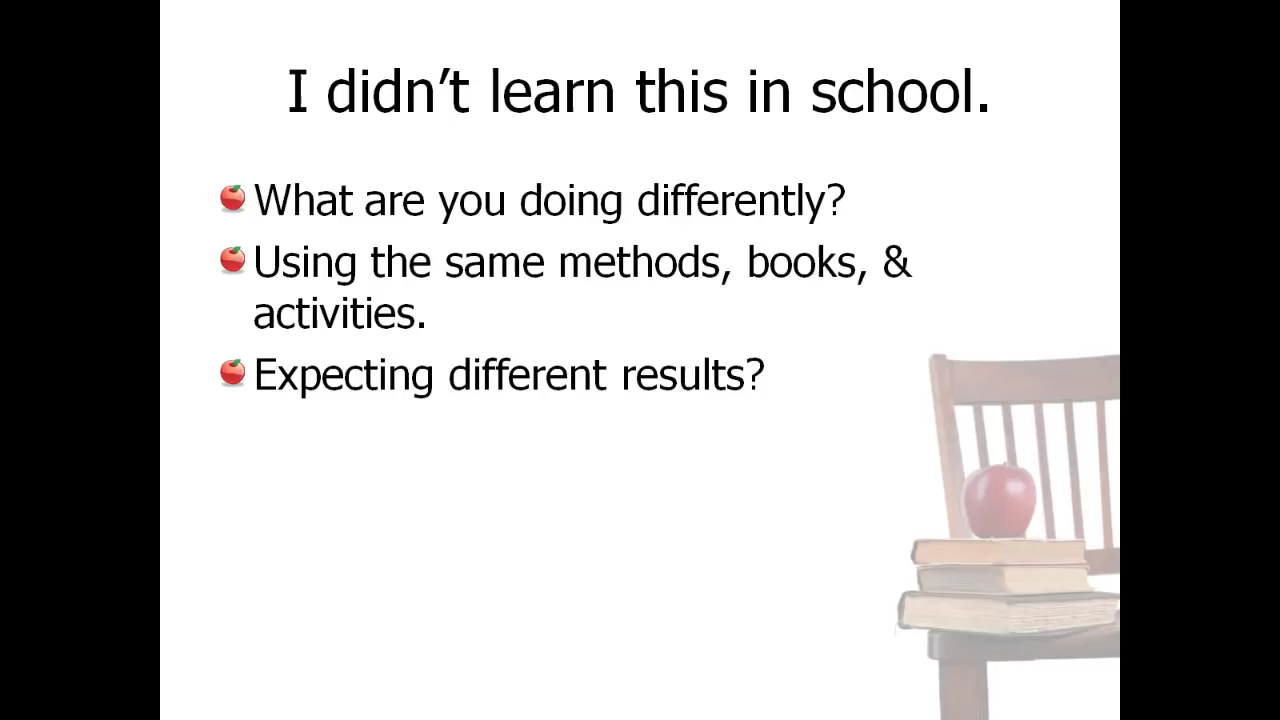 I didn’t learn this in school.
What are you doing differently?
Using the same methods, books, &
activities.
Expecting different results?